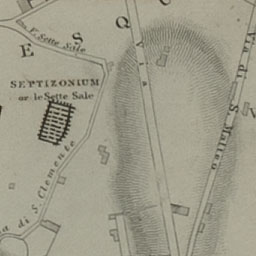 V. Sette Sale
E S Q
Via
SEPTIZONIUM
or le Sette Sale
Via di S. Matteo
a di S. Clemente
V